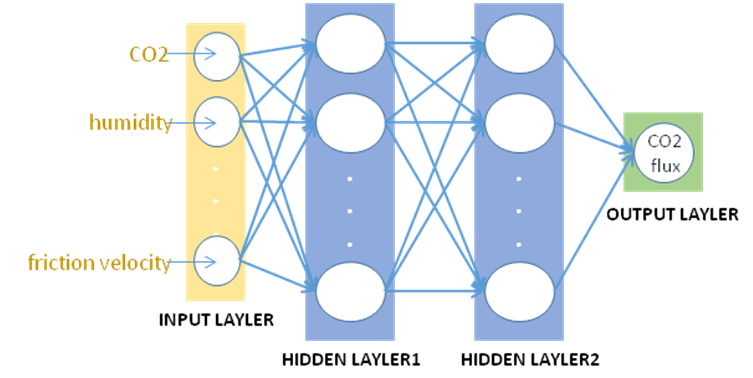 CO2
humidity
friction velocity
CO2
flux
OUTPUT LAYLER
INPUT LAYLER
HIDDEN LAYLER1
HIDDEN LAYLER2